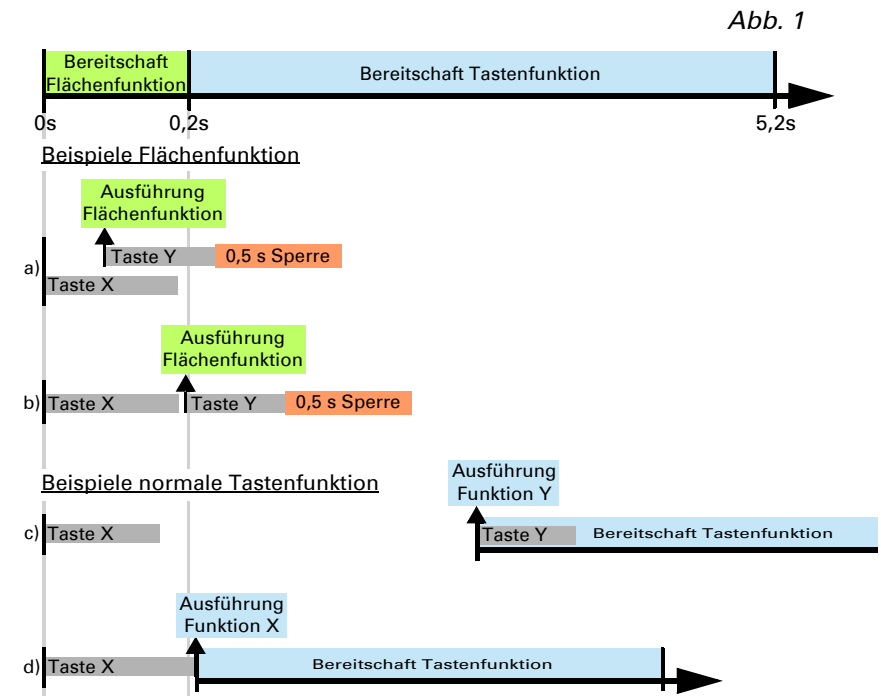 Abb. 1
Bereitschaft
Flächenfunktion
Bereitschaft Tastenfunktion
0s
0,2s
5,2s
Beispiele Flächenfunktion
Ausführung
Flächenfunktion
a)
Taste Y
0,5 s Sperre
Taste X
Ausführung
Flächenfunktion
b)
Taste X
Taste Y
0,5 s Sperre
Beispiele normale Tastenfunktion
Ausführung
Funktion Y
c)
Taste X
Taste Y
Bereitschaft Tastenfunktion
Ausführung
Funktion X
d)
Taste X
Bereitschaft Tastenfunktion